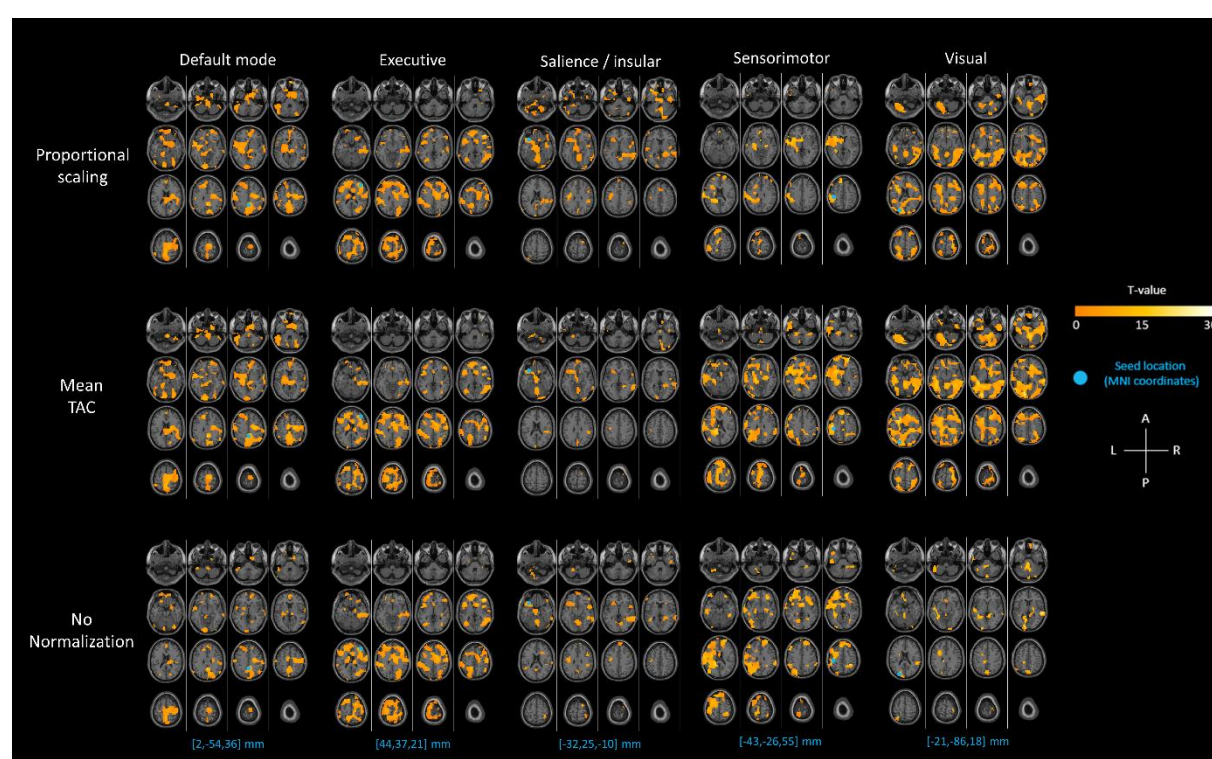 Default mode
Executive
Salience / insular
Sensorimotor
Visual
Proportional
scaling
Mean
TAC
No
Normalization
T-value
0 15 30
Seed location
(MNI coordinates)
A
L R
P
[2,-54,36] mm
[44,37,21] mm
[-32,25,-10] mm
[-43,-26,55] mm
[-21,-86,18] mm